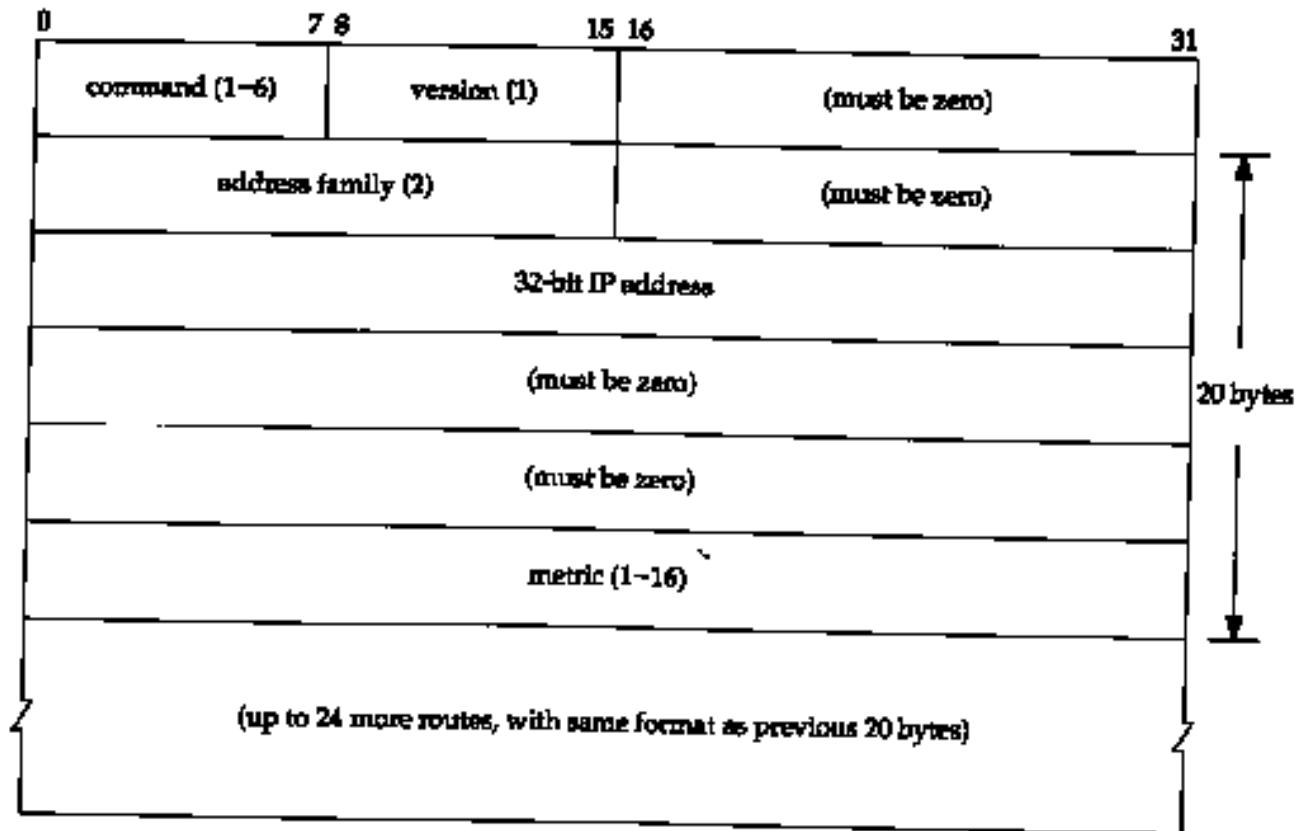 0 7 8 15 16 31
command (1-6) version (1) (must be zero)
address family (2) (must be zero)
32-bit IP address
(must be zero)
20 bytes
(must be zero)
metric (1-16)
(up to 24 more routes, with same format as previous 20 bytes)